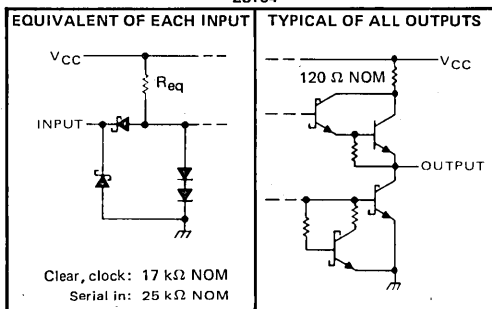 EQUIVALENT OF EACH INPUT
VCC
Req
INPUT
Clear, clock: 17 kΩ NOM
Serial in: 25 kΩ NOM
TYPICAL OF ALL OUTPUTS
VCC
120 Ω NOM
OUTPUT